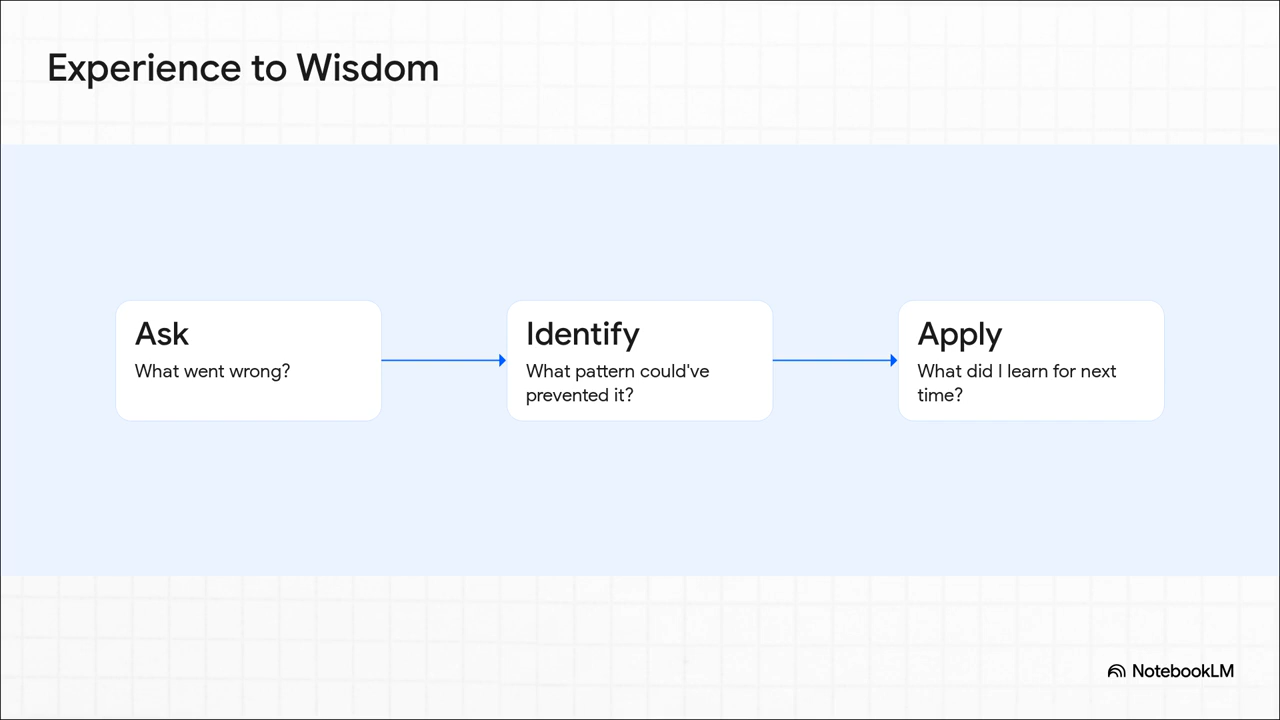 Experience to Wisdom
Ask
What went wrong?
Identify
What pattern could've
prevented it?
Apply
What did I learn for next
time?
NotebookLM